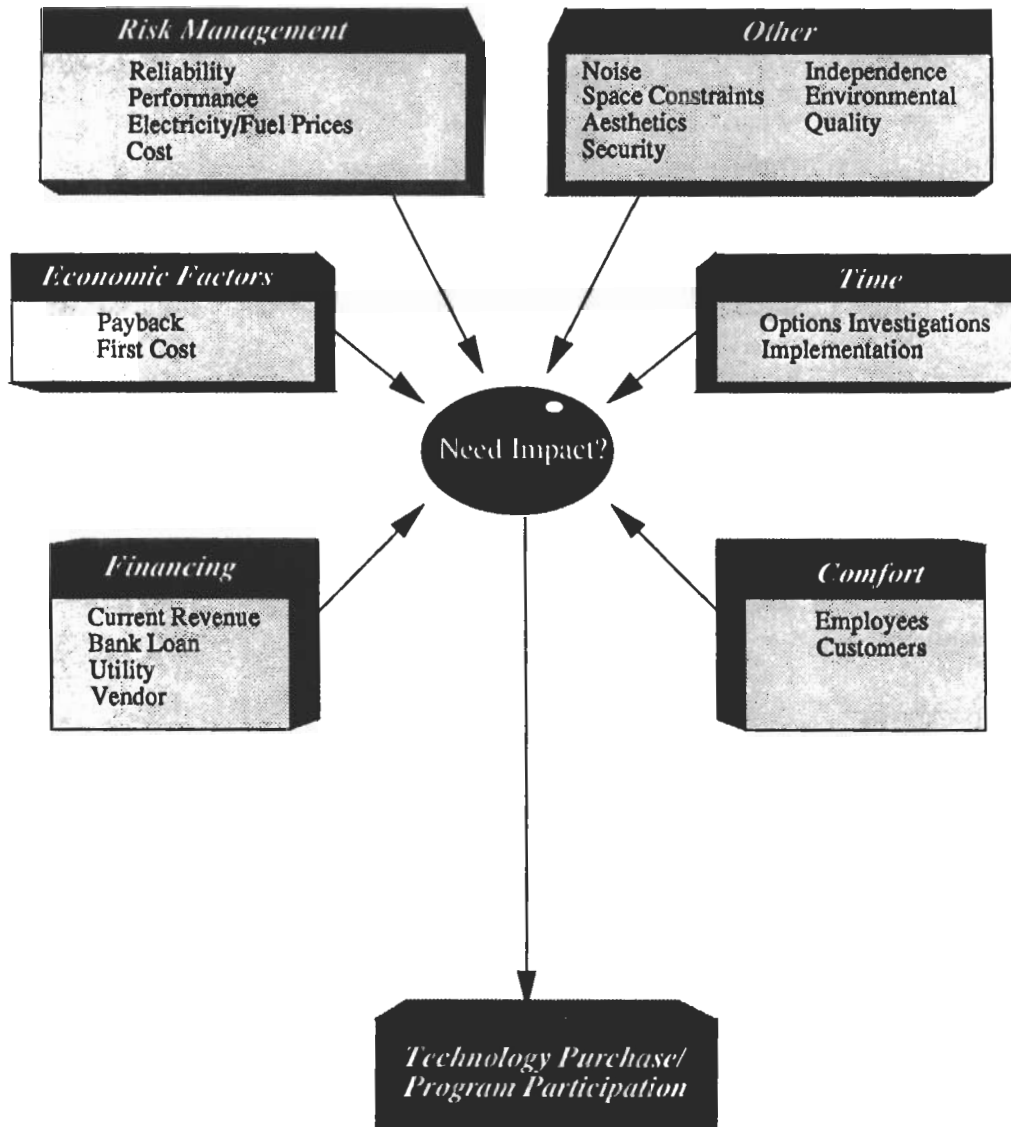 Risk Management
Reliability
Performance
Electricity/Fuel Prices
Cost
Other
Noise
Space Constraints
Aesthetics
Security
Independence
Environmental
Quality
Economic Factors
Payback
First Cost
Time
Options Investigations
Implementation
Need Impact?
Financing
Current Revenue
Bank Loan
Utility
Vendor
Comfort
Employees
Customers
Technology Purchase/
Program Participation